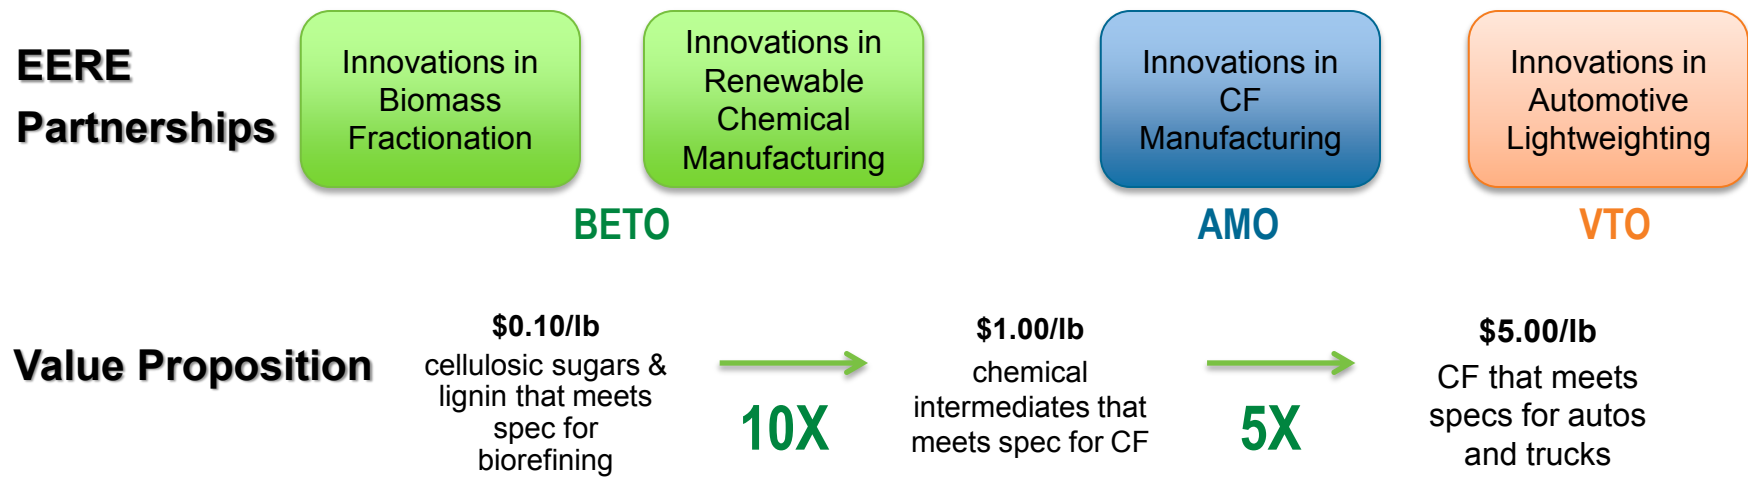 EERE
Partnerships
Innovations in
Biomass
Fractionation
Innovations in
Renewable
Chemical
Manufacturing
Innovations in
CF
Manufacturing
Innovations in
Automotive
Lightweighting
BETO
AMO
VTO
Value Proposition
$0.10/lb
cellulosic sugars &
lignin that meets
spec for
biorefining
10X
$1.00/lb
chemical
intermediates that
meets spec for CF
5X
$5.00/lb
CF that meets
specs for autos
and trucks